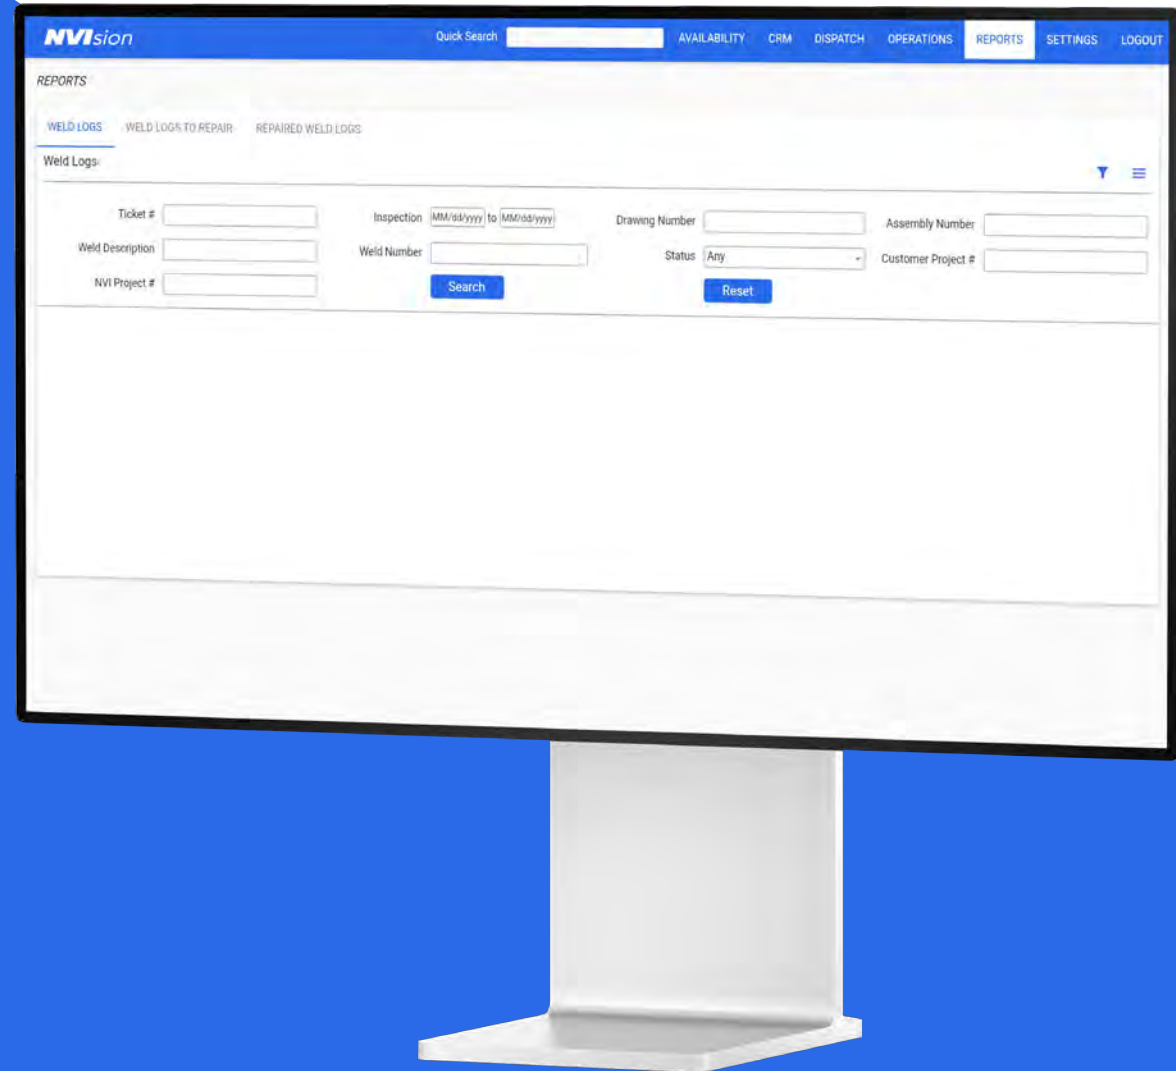 NVIsion Quick Search AVAILABILITY CRM DISPATCH OPERATIONS REPORTS SETTINGS LOGOUT
REPORTS
WELD LOGS WELD LOGS TO REPAIR REPAIRED WELD LOGS
Weld Logs
Ticket # Inspection MM/dd/yyyy to MM/dd/yyyy Drawing Number Assembly Number
Weld Description Weld Number Status Any Customer Project #
NVI Project # Search Reset